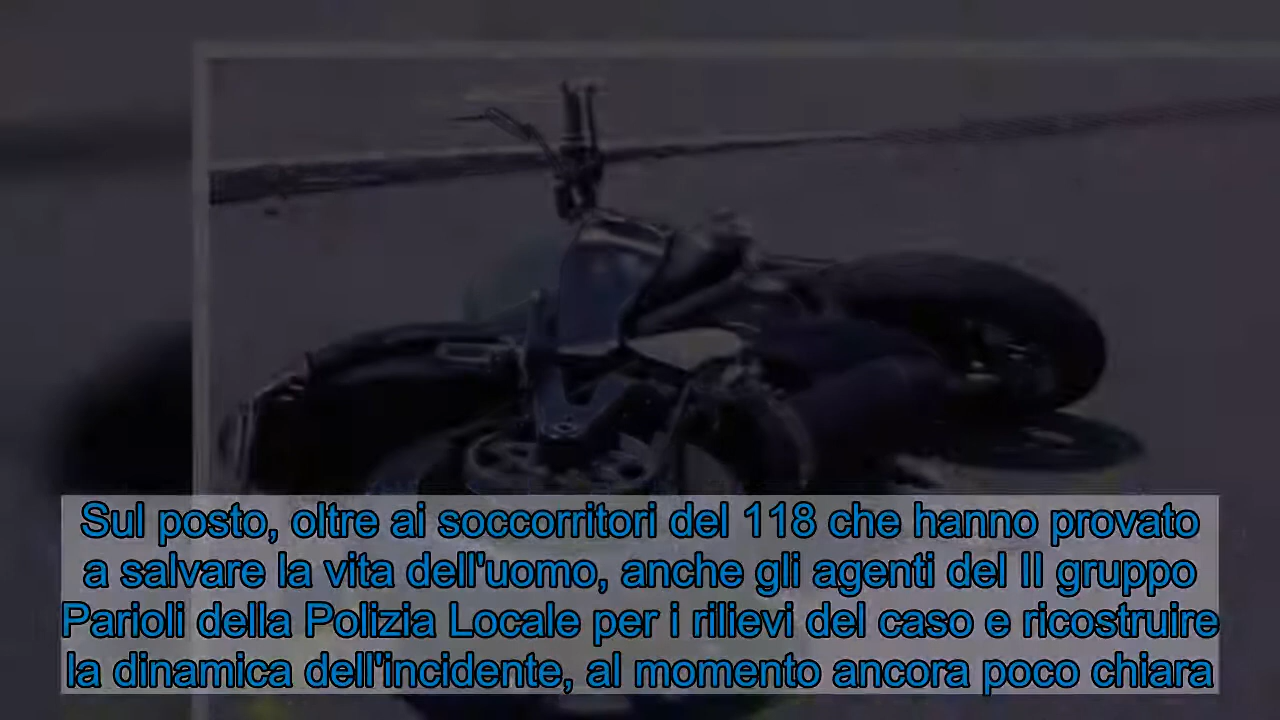 Sul posto, oltre ai soccorritori del 118 che hanno provato
a salvare la vita dell'uomo, anche gli agenti del II gruppo
Parioli della Polizia Locale per i rilievi del caso e ricostruire
la dinamica dell'incidente, al momento ancora poco chiara